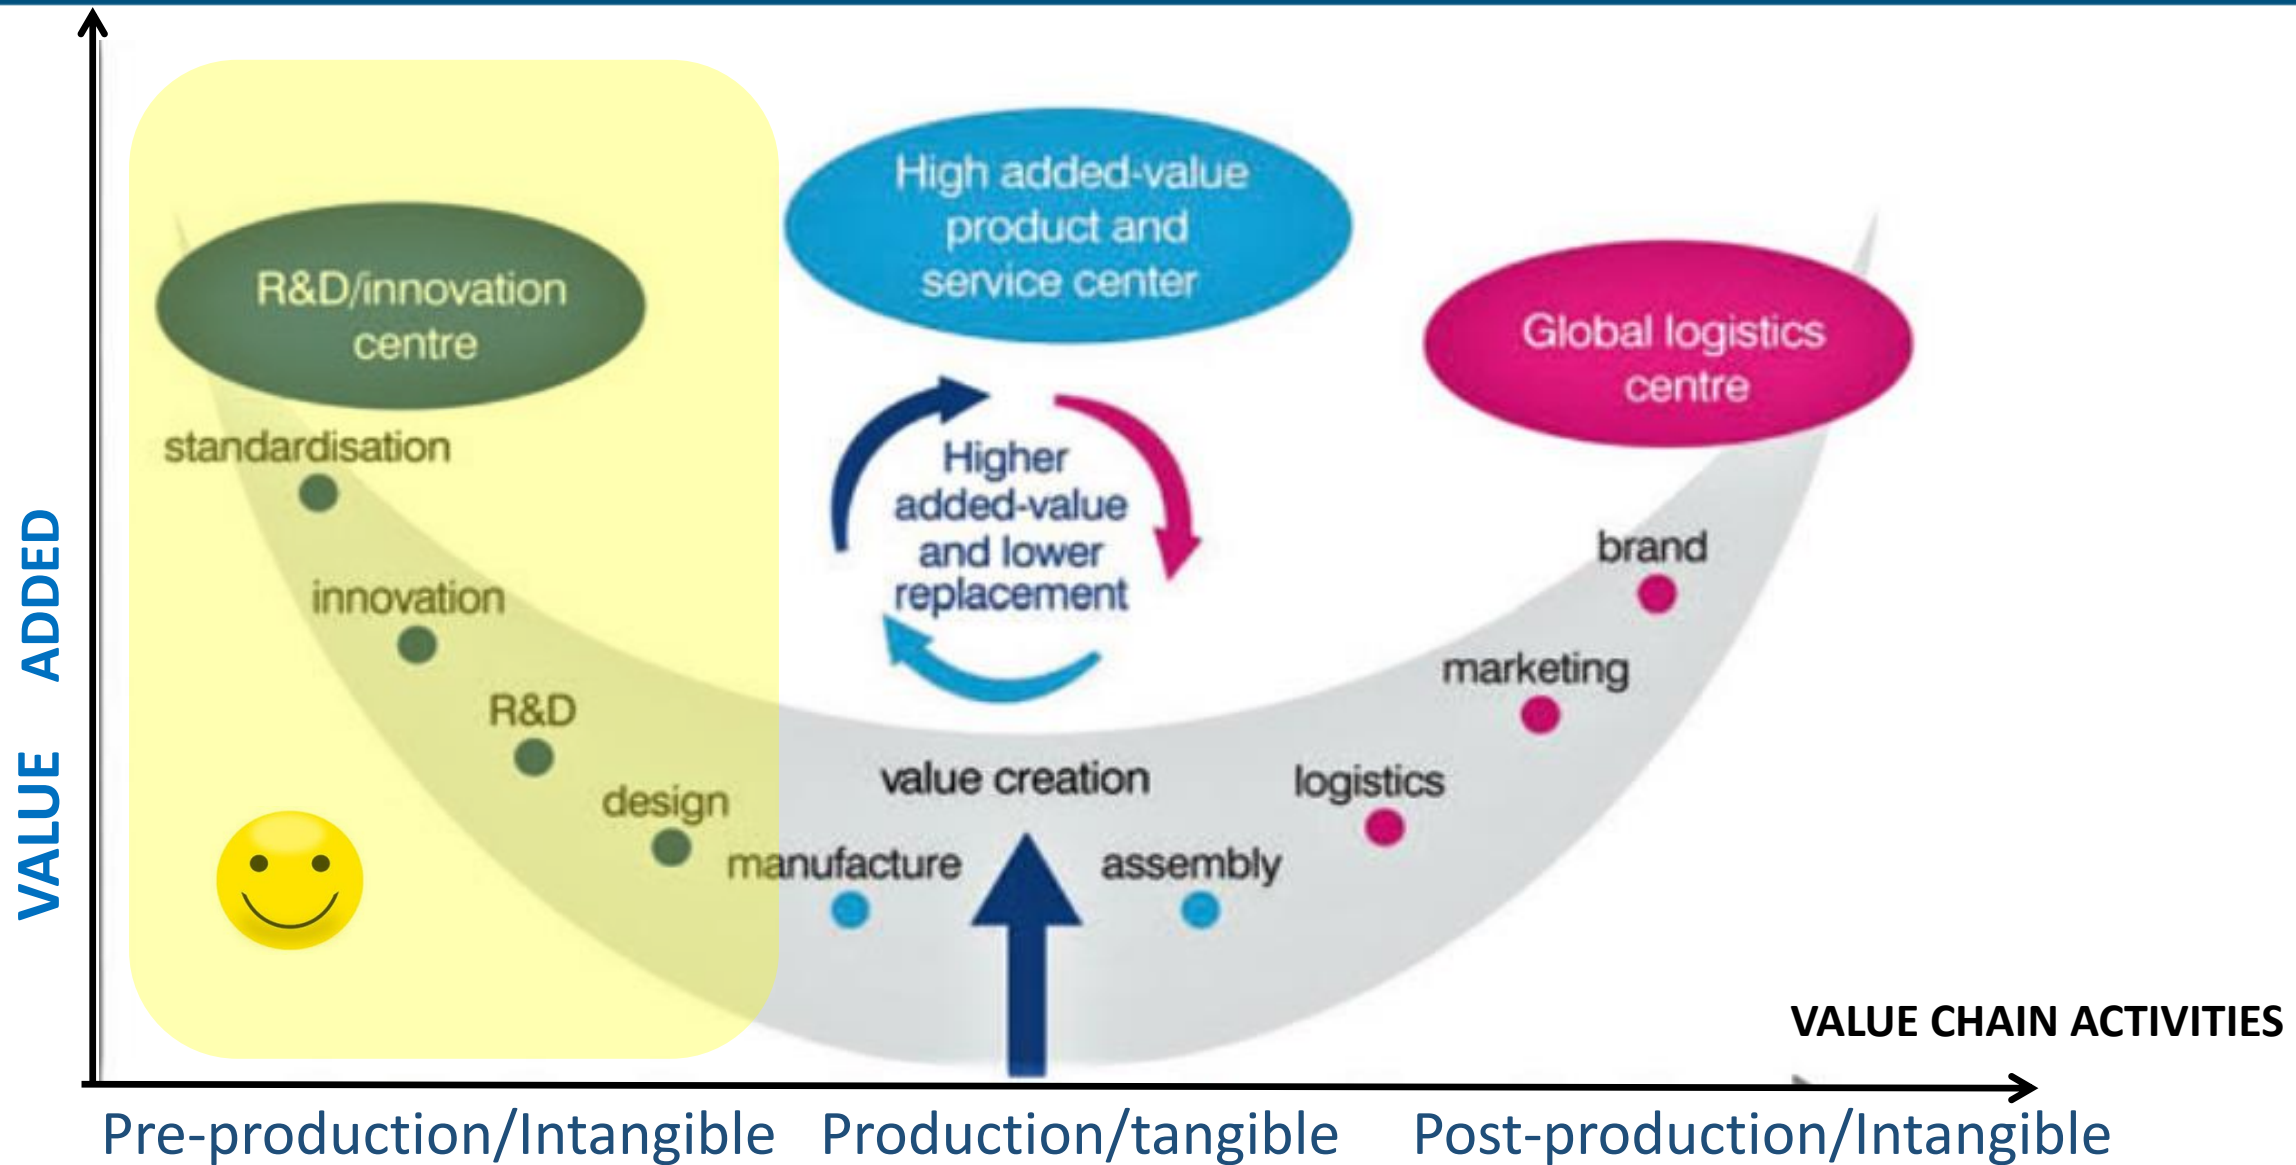 VALUE ADDED
R&D/innovation
centre
High added-value
product and
service center
Global logistics
centre
Higher
added-value
and lower
replacement
standardisation
innovation
R&D
design
manufacture
value creation
assembly
logistics
marketing
brand
VALUE CHAIN ACTIVITIES
Pre-production/Intangible
Production/tangible
Post-production/Intangible